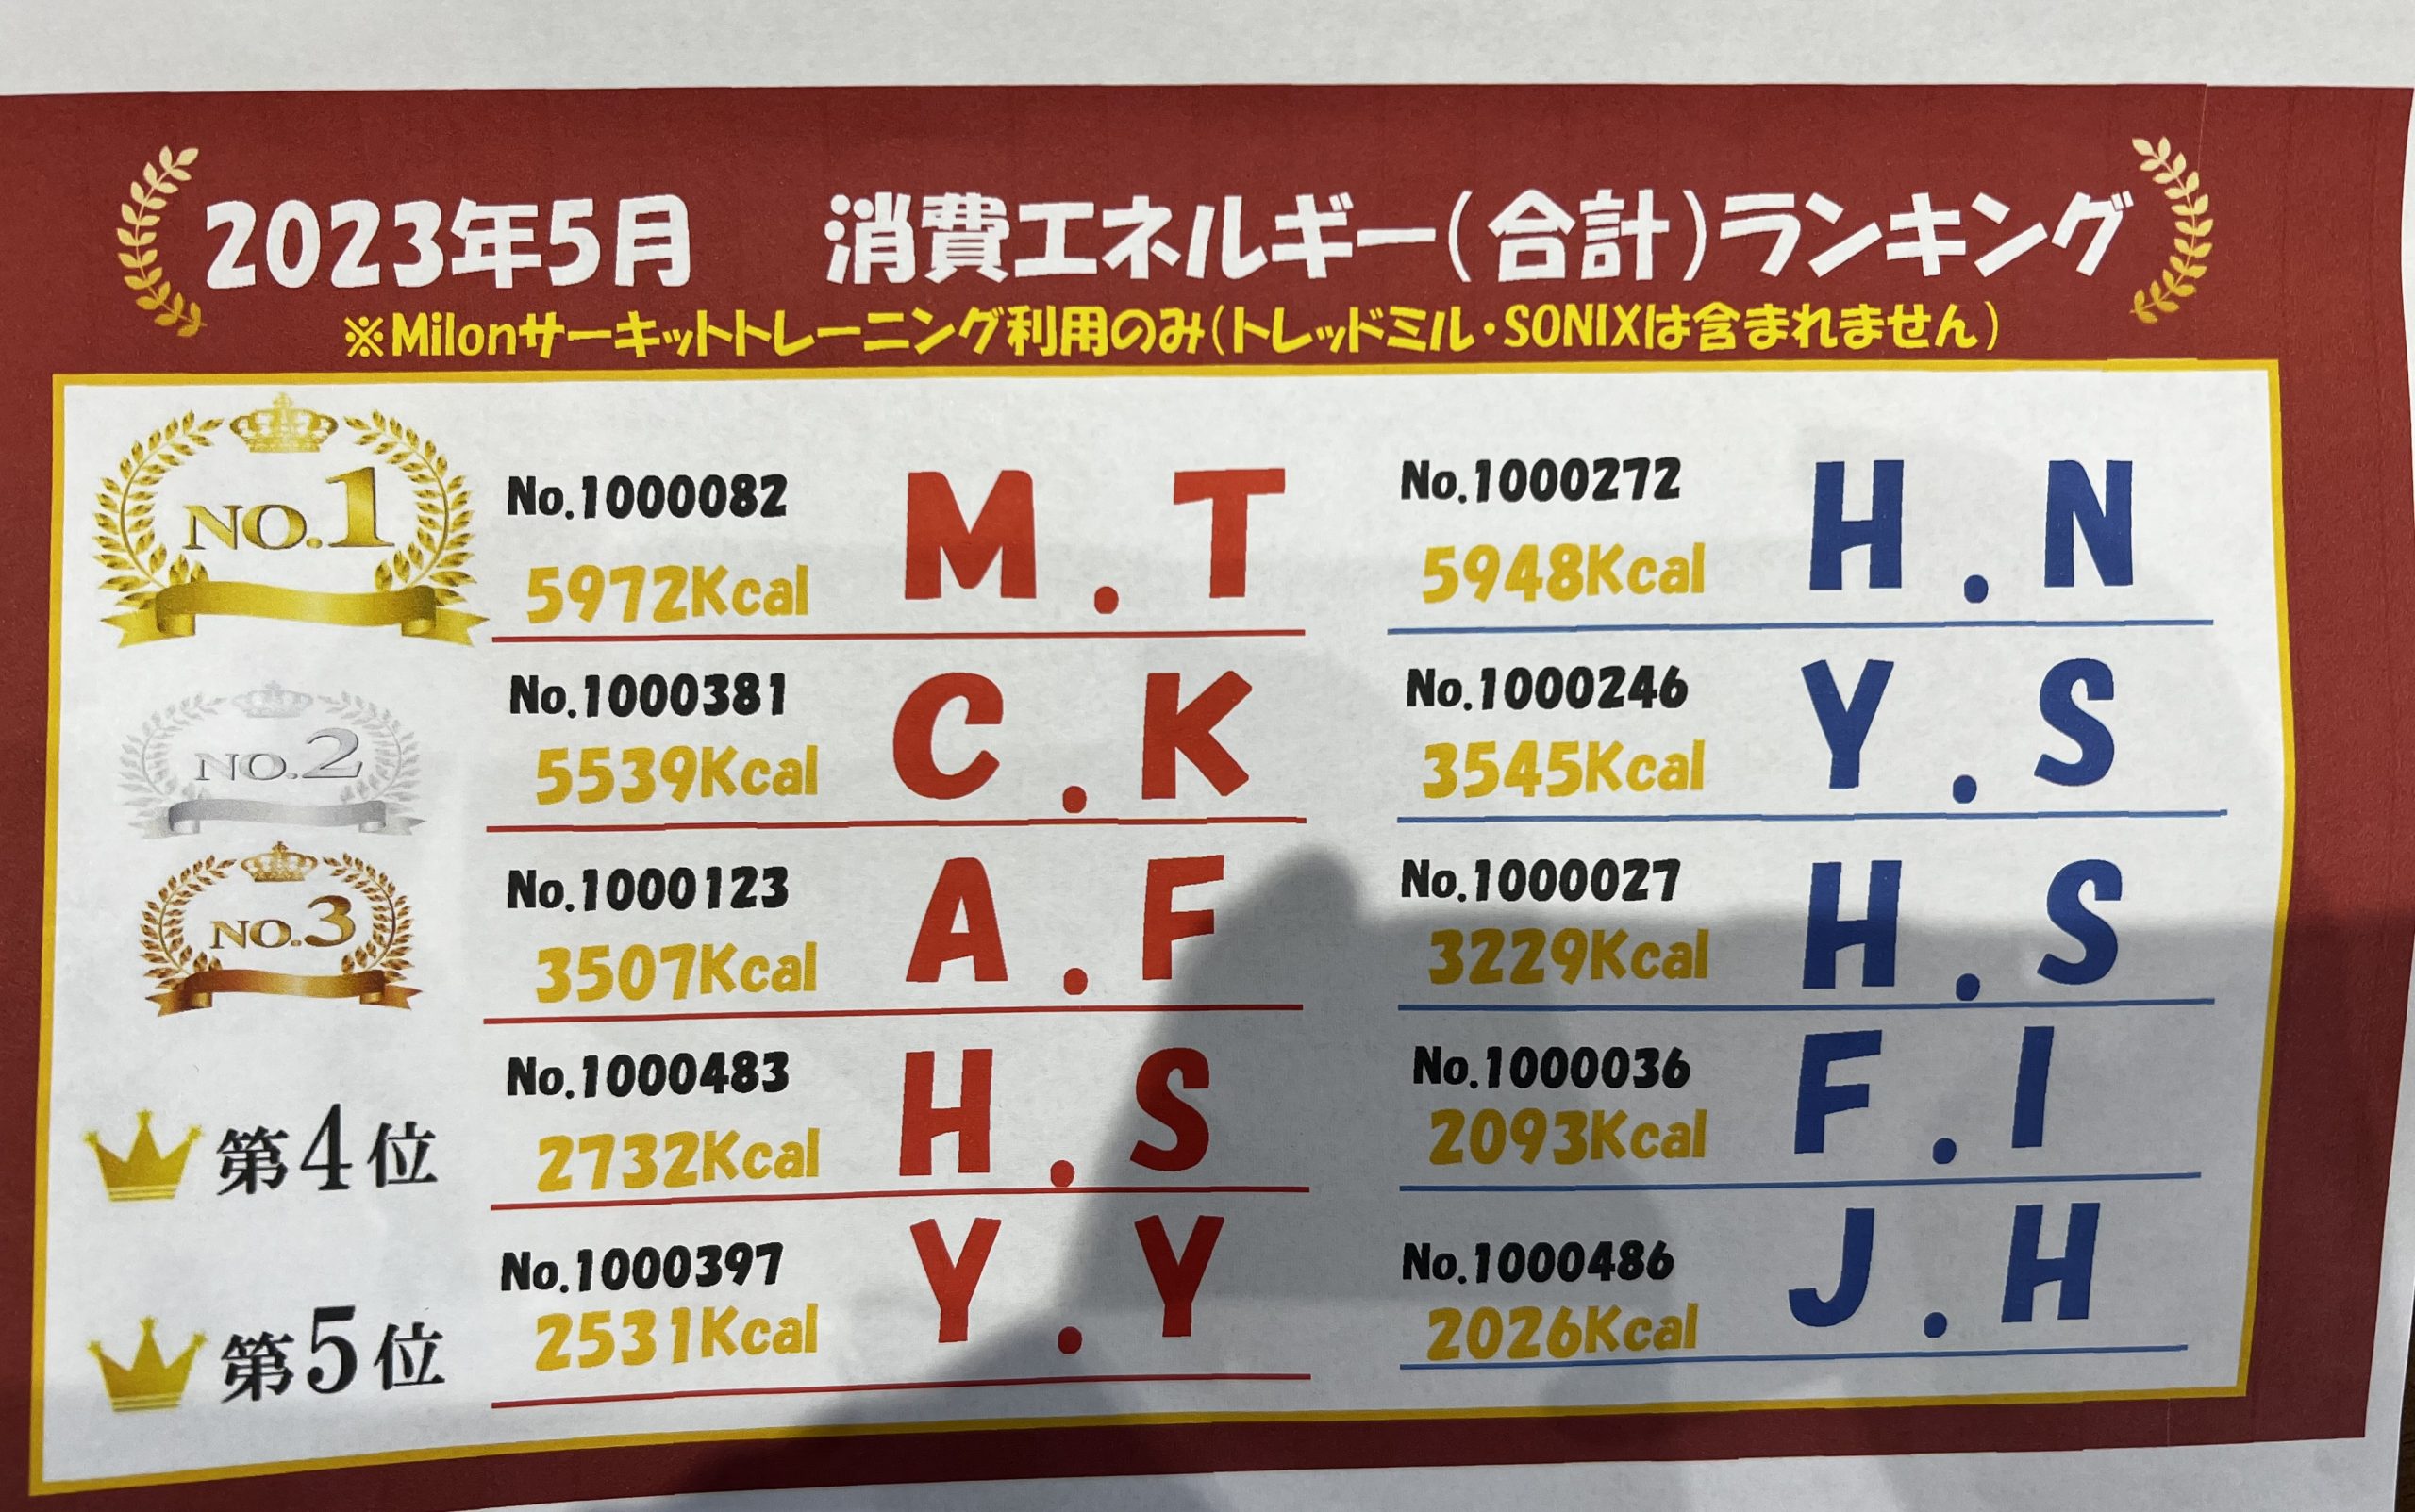 2023年5月　消費エネルギー(合計)ランキング
※Milonサーキットトレーニング利用のみ(トレッドミル・SONIXは含まれません)
NO.1
No.1000082
5972Kcal
M.T
No.1000272
5948Kcal
H.N
NO.2
No.1000381
5539Kcal
C.K
No.1000246
3545Kcal
Y.S
NO.3
No.1000123
3507Kcal
A.F
No.1000027
3229Kcal
H.S
第4位
No.1000483
2732Kcal
H.S
No.1000036
2093Kcal
F.I
第5位
No.1000397
2531Kcal
Y.Y
No.1000486
2026Kcal
J.H